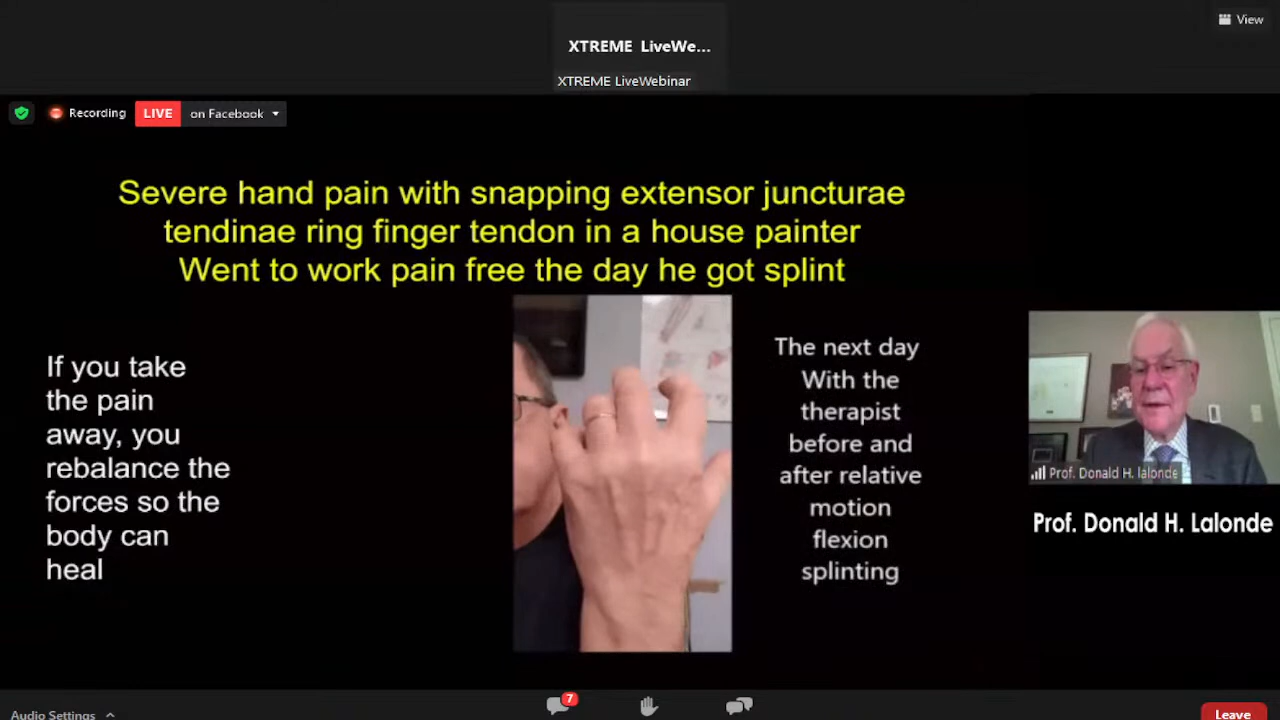 View
XTREME LiveWe...
XTREME LiveWebinar
Recording
LIVE
on Facebook
Severe hand pain with snapping extensor juncturae
tendinae ring finger tendon in a house painter
Went to work pain free the day he got splint
If you take
the pain
away, you
rebalance the
forces so the
body can
heal
The next day
With the
therapist
before and
after relative
motion
flexion
splinting
Prof. Donald H. lalonde
Prof. Donald H. Lalonde
7
Audio Settings
Leave